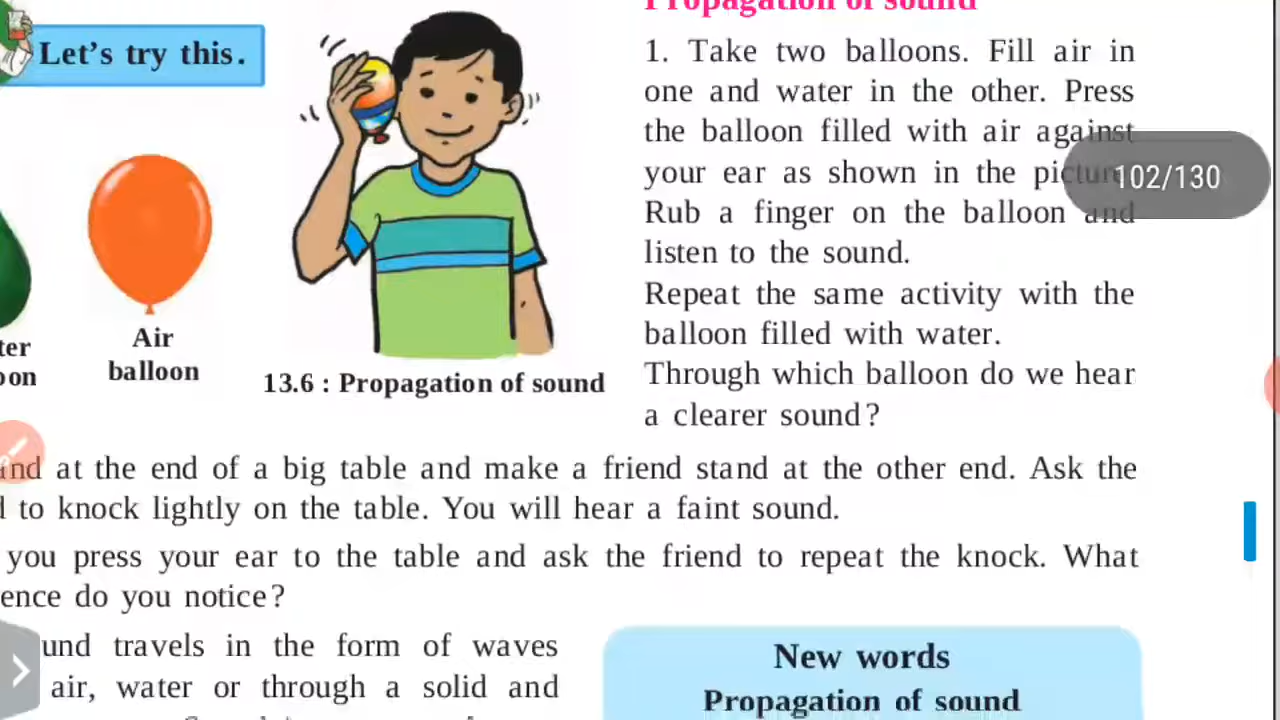 Let's try this.
Air
balloon
13.6 : Propagation of sound
Propagation of sound
1. Take two balloons. Fill air in
one and water in the other. Press
the balloon filled with air against
your ear as shown in the
102/130
Rub a finger on the balloon and
listen to the sound.
Repeat the same activity with the
balloon filled with water.
Through which balloon do we hear
a clearer sound?
at the end of a big table and make a friend stand at the other end. Ask the
to knock lightly on the table. You will hear a faint sound.
you press your ear to the table and ask the friend to repeat the knock. What
do you notice?
travels in the form of waves
air, water or through a solid and
New words
Propagation of sound